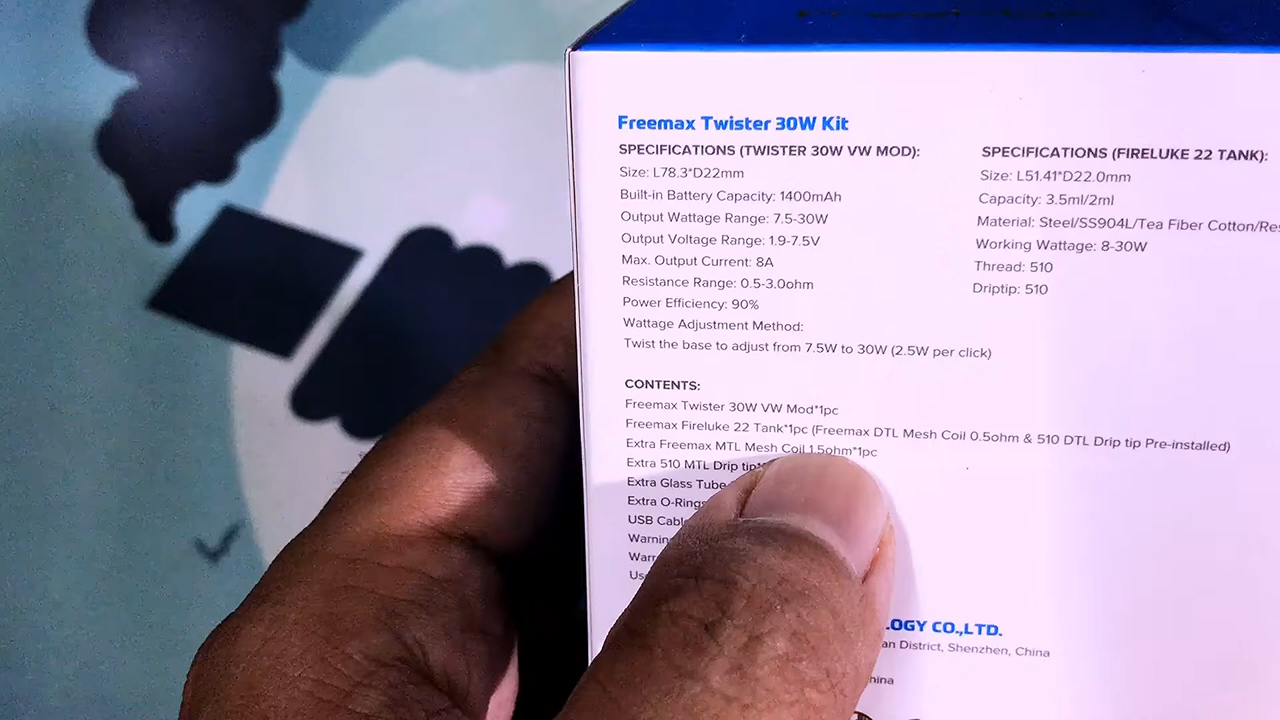 Freemax Twister 30W Kit
SPECIFICATIONS (TWISTER 30W VW MOD):
Size: L78.3*D22mm
Built-in Battery Capacity: 1400mAh
Output Wattage Range: 7.5-30W
Output Voltage Range: 1.9-7.5V
Max. Output Current: 8A
Resistance Range: 0.5-3.0ohm
Power Efficiency: 90%
Wattage Adjustment Method:
Twist the base to adjust from 7.5W to 30W (2.5W per click)
SPECIFICATIONS (FIRELUKE 22 TANK):
Size: L51.41*D22.0mm
Capacity: 3.5ml/2ml
Material: Steel/SS904L/Tea Fiber Cotton/Res
Working Wattage: 8-30W
Thread: 510
Driptip: 510
CONTENTS:
Freemax Twister 30W VW Mod*1pc
Freemax Fireluke 22 Tank*1pc (Freemax DTL Mesh Coil 0.5ohm & 510 DTL Drip tip Pre-installed)
Extra Freemax MTL Mesh Coil 1.5ohm*1pc
Extra 510 MTL Drip tip
Extra Glass Tube
Extra O-Rings
USB Cable
CO.,LTD.
District, Shenzhen, China